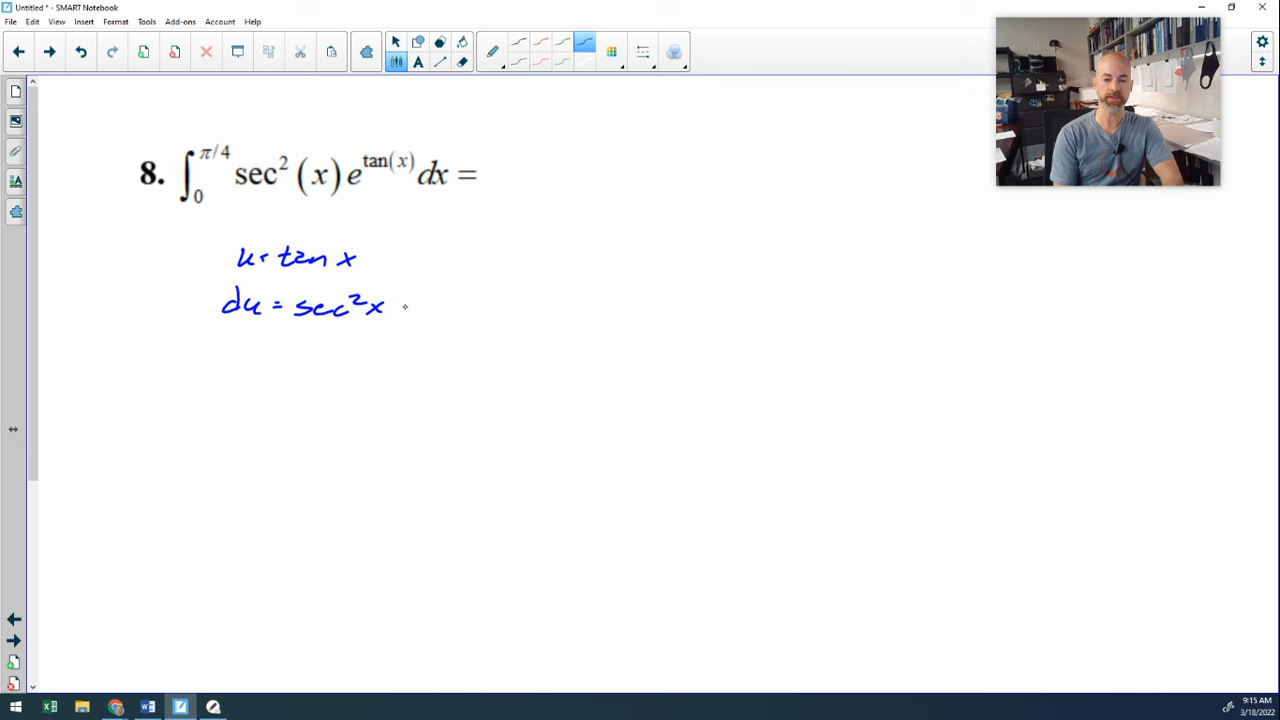 Untitled * - SMART Notebook
File Edit View Insert Format Tools Add-ons Account Help
8. ∫₀^{π/4} sec² (x) e^{tan(x)} dx =
u = tan x
du = sec²x
9:15 AM
3/18/2022